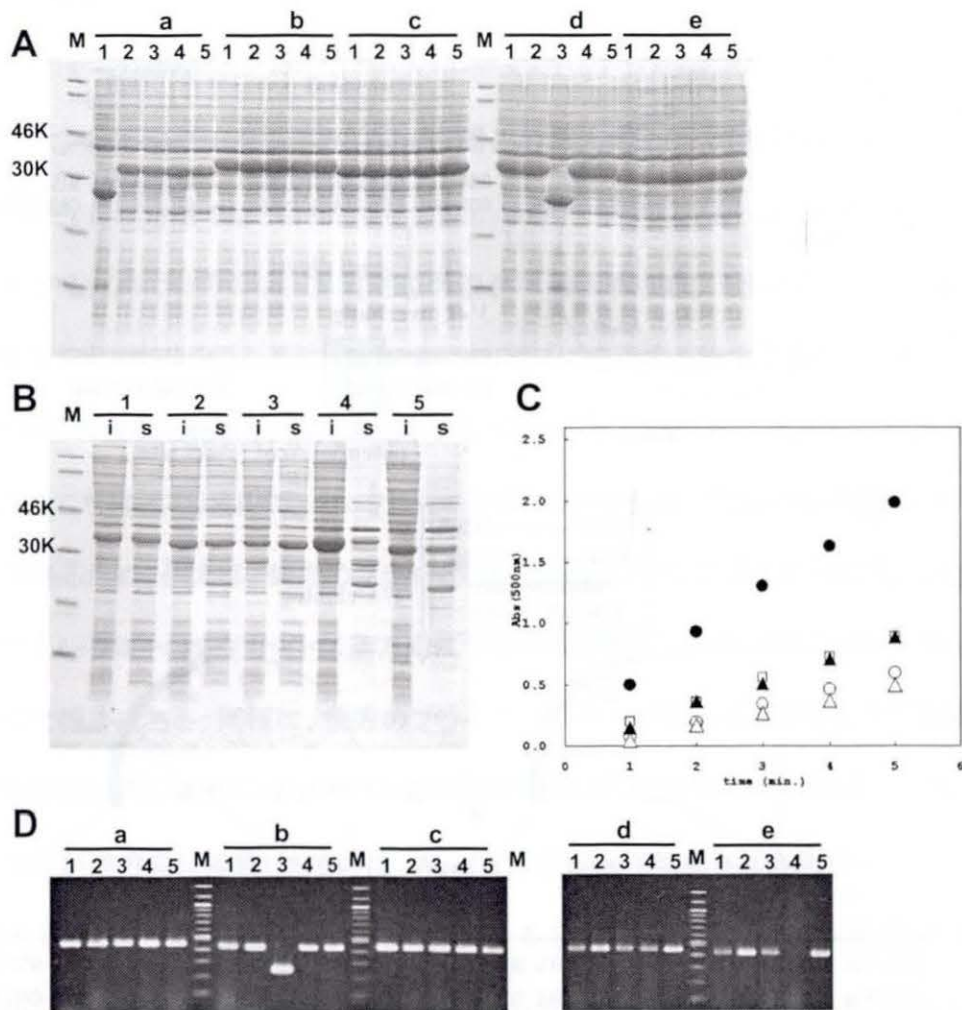 A
M a b c M d e
1 2 3 4 5 1 2 3 4 5 1 2 3 4 5 1 2 3 4 5 1 2 3 4 5
46K
30K
B
M 1 2 3 4 5
i s i s i s i s i s
46K
30K
C
2.5
2.0
1.5
1.0
0.5
0.0
Abs(500nm)
0 1 2 3 4 5 6
time (min.)
D
a M b M c M d M e
1 2 3 4 5 1 2 3 4 5 1 2 3 4 5 1 2 3 4 5 1 2 3 4 5